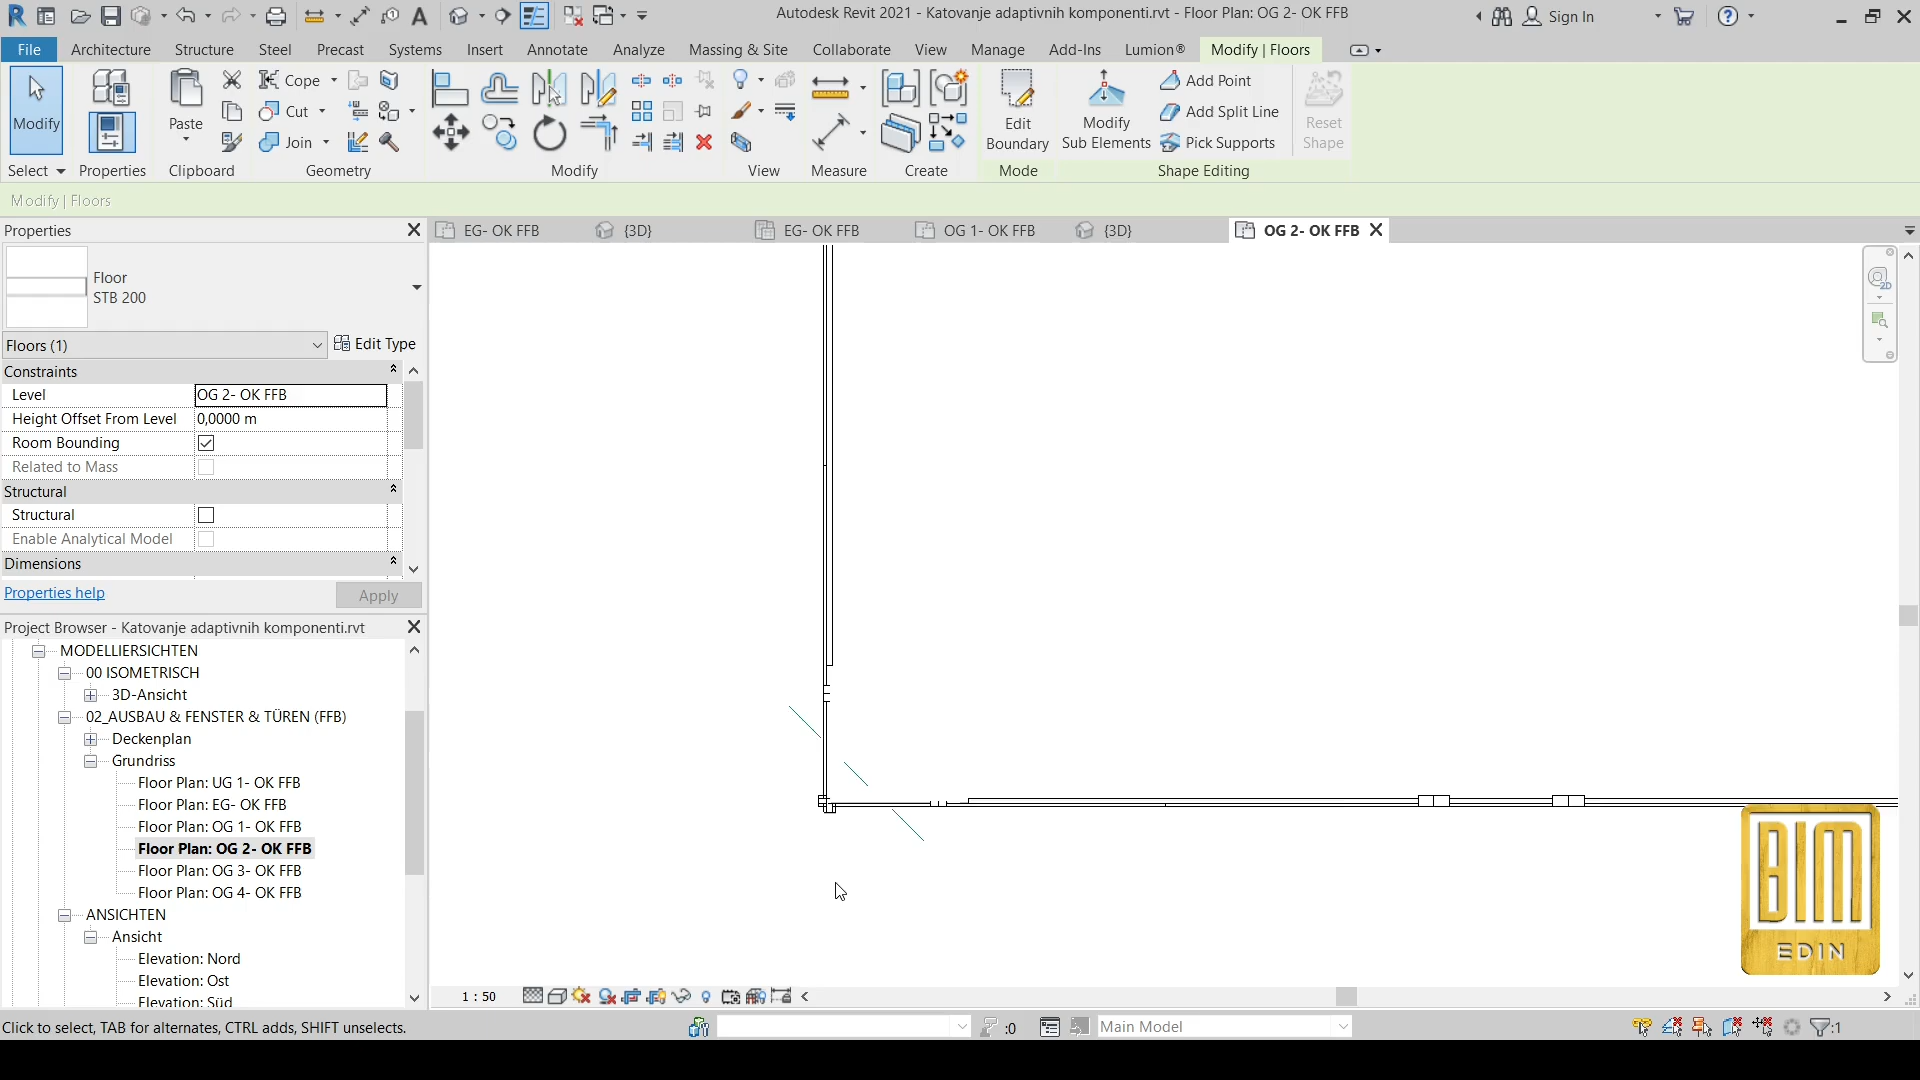 Autodesk Revit 2021 - Katovanje adaptivnih komponenti.rvt - Floor Plan: OG 2- OK FFB
Sign In
File Architecture Structure Steel Precast Systems Insert Annotate Analyze Massing & Site Collaborate View Manage Add-Ins Lumion® Modify | Floors
Modify
Paste
Cope
Cut
Join
Edit
Boundary
Modify
Sub Elements
Add Point
Add Split Line
Pick Supports
Reset
Shape
Select Properties Clipboard Geometry Modify View Measure Create Mode Shape Editing
Modify | Floors
Properties
EG- OK FFB {3D} EG- OK FFB OG 1- OK FFB {3D} OG 2- OK FFB
Floor
STB 200
Floors (1) Edit Type
Constraints
Level OG 2- OK FFB
Height Offset From Level 0,0000 m
Room Bounding
Related to Mass
Structural
Structural
Enable Analytical Model
Dimensions
Properties help Apply
Project Browser - Katovanje adaptivnih komponenti.rvt
MODELLIERSICHTEN
00 ISOMETRISCH
3D-Ansicht
02_AUSBAU & FENSTER & TÜREN (FFB)
Deckenplan
Grundriss
Floor Plan: UG 1- OK FFB
Floor Plan: EG- OK FFB
Floor Plan: OG 1- OK FFB
Floor Plan: OG 2- OK FFB
Floor Plan: OG 3- OK FFB
Floor Plan: OG 4- OK FFB
ANSICHTEN
Ansicht
Elevation: Nord
Elevation: Ost
Elevation: Süd
2D
BIM
EDIN
1 : 50
Click to select, TAB for alternates, CTRL adds, SHIFT unselects.
:0
Main Model
:1